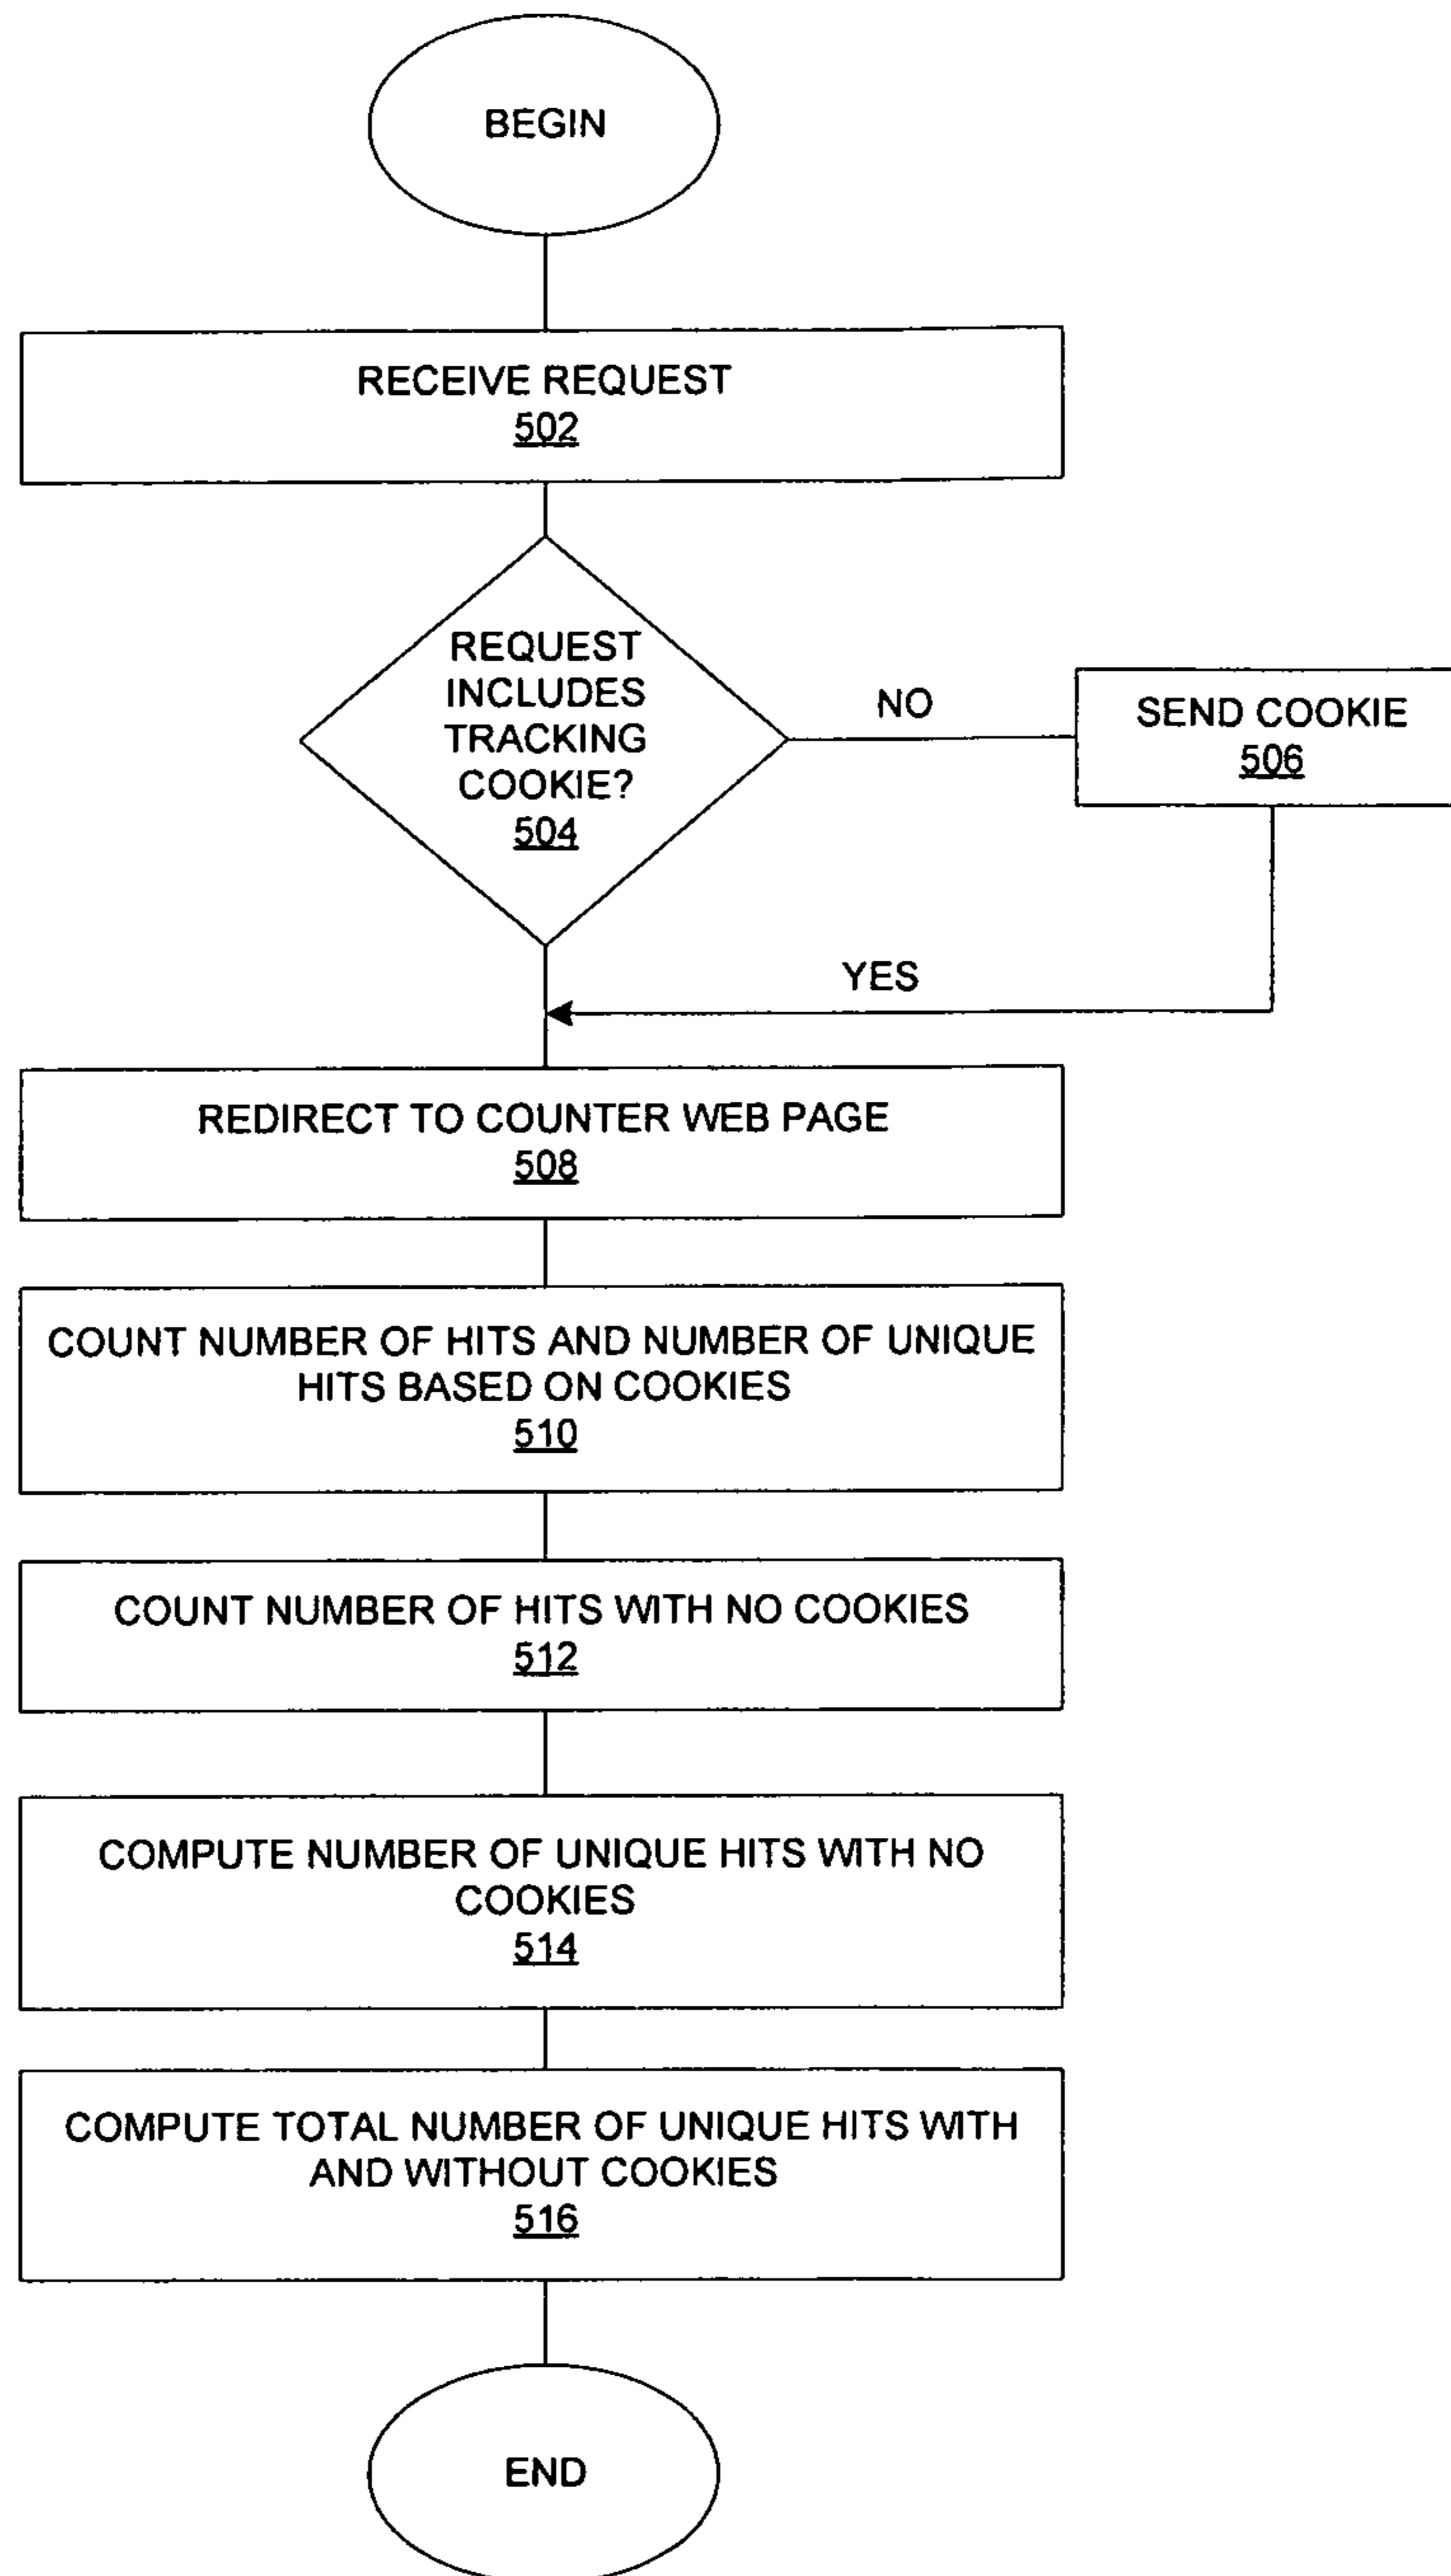 BEGIN
RECEIVE REQUEST
502
REQUEST
INCLUDES
TRACKING
COOKIE?
504
NO
SEND COOKIE
506
YES
REDIRECT TO COUNTER WEB PAGE
508
COUNT NUMBER OF HITS AND NUMBER OF UNIQUE
HITS BASED ON COOKIES
510
COUNT NUMBER OF HITS WITH NO COOKIES
512
COMPUTE NUMBER OF UNIQUE HITS WITH NO
COOKIES
514
COMPUTE TOTAL NUMBER OF UNIQUE HITS WITH
AND WITHOUT COOKIES
516
END